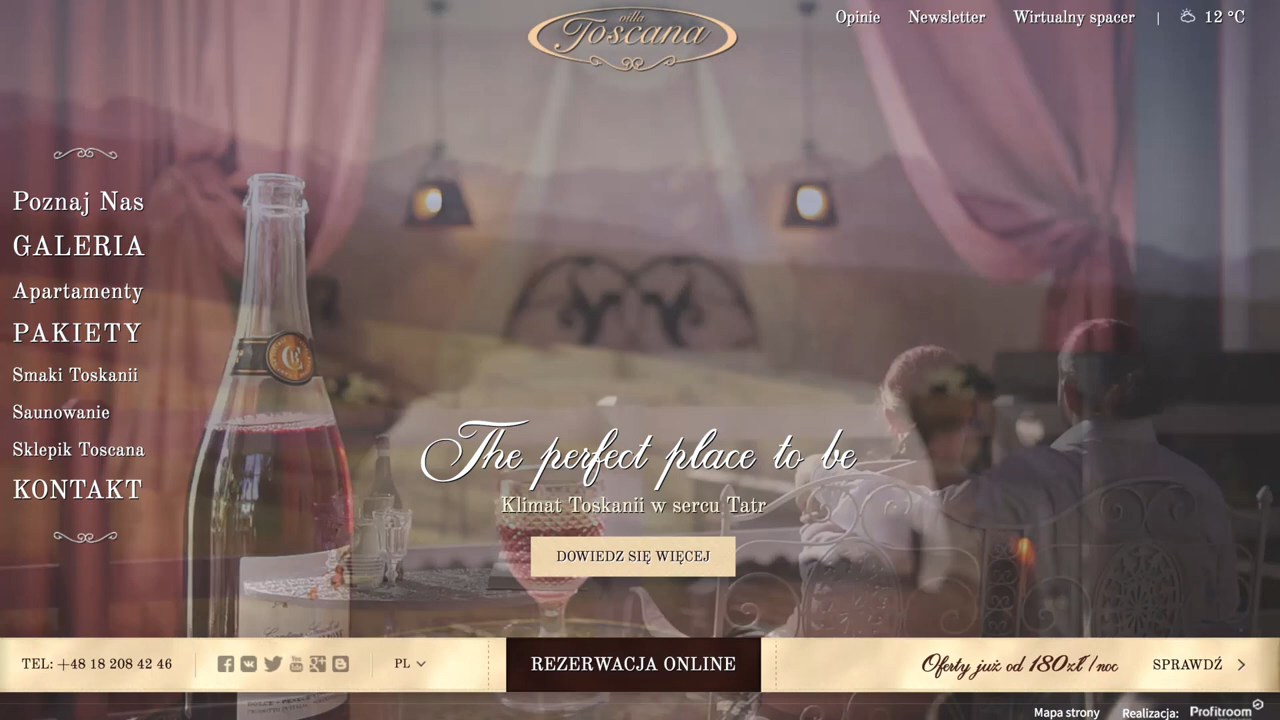 villa
Toscana
Opinie
Newsletter
Wirtualny spacer
|
12 °C
Poznaj Nas
GALERIA
Apartamenty
PAKIETY
Smaki Toskanii
Saunowanie
Sklepik Toscana
KONTAKT
The perfect place to be
Klimat Toskanii w sercu Tatr
DOWIEDZ SIĘ WIĘCEJ
TEL: +48 18 208 42 46
PL
REZERWACJA ONLINE
Oferty już od 180zł/noc
SPRAWDŹ
Mapa strony
Realizacja: Profitroom